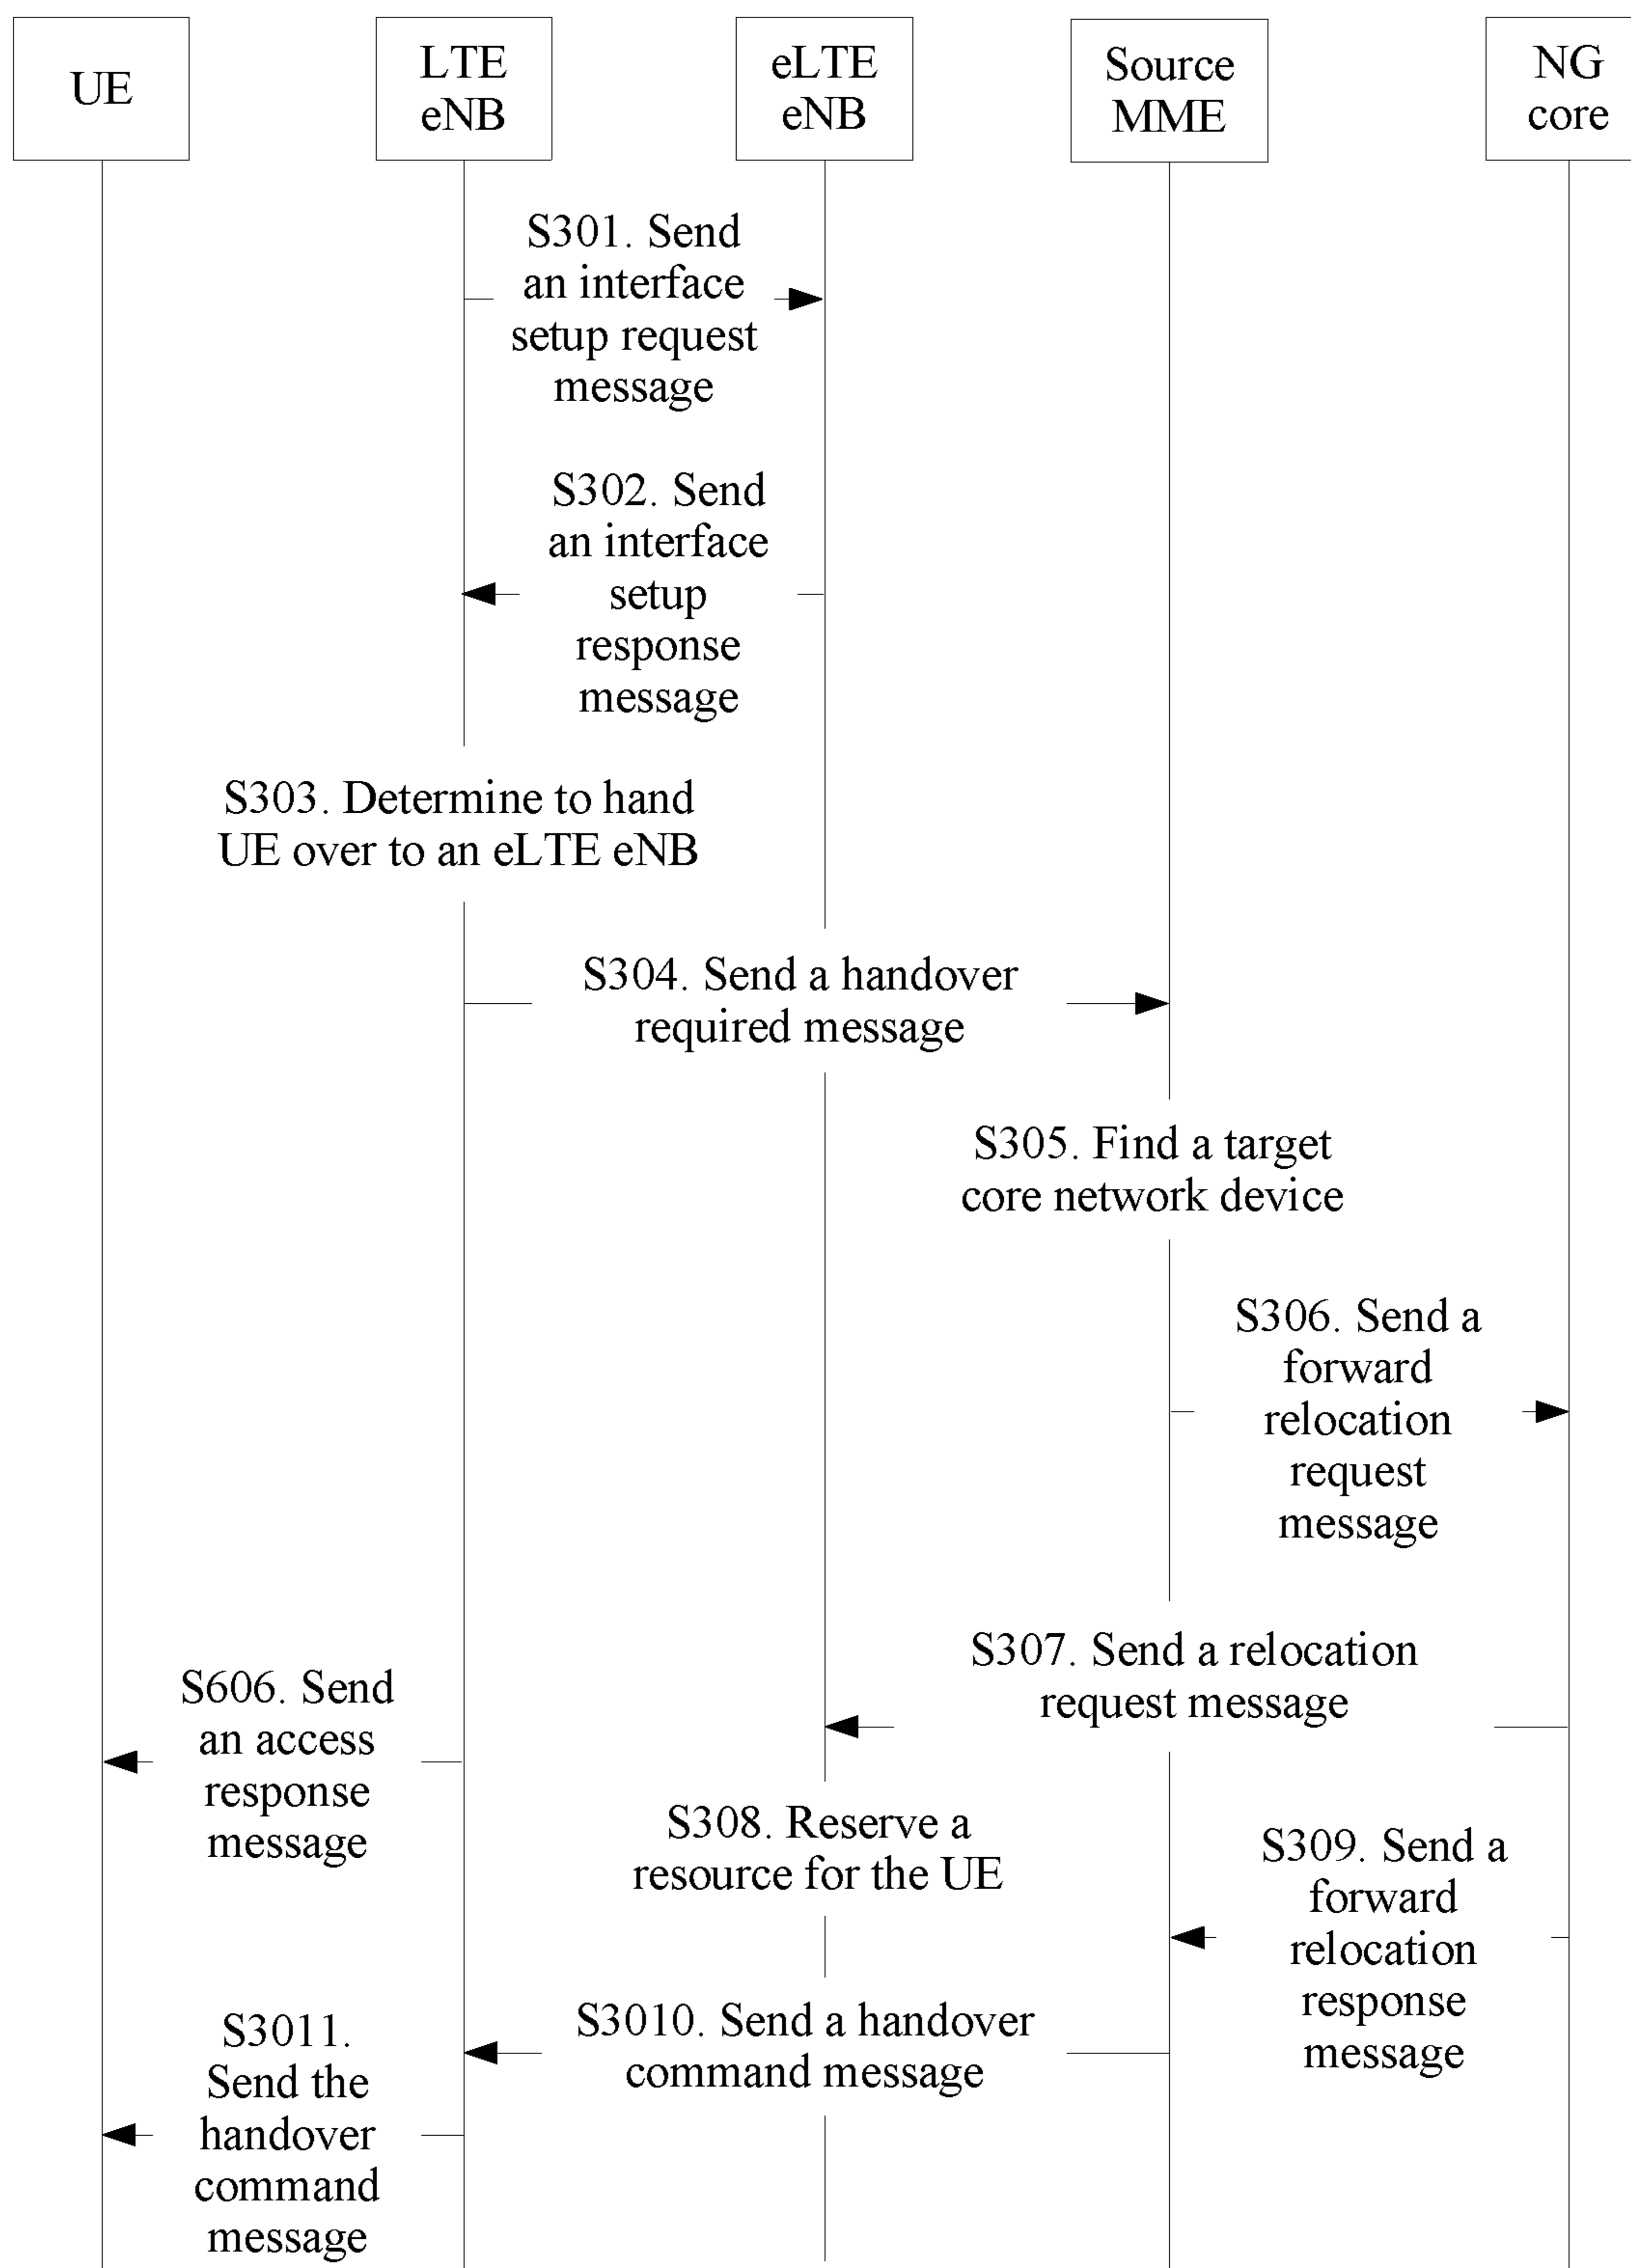 UE
LTE
eNB
eLTE
eNB
Source
MME
NG
core
S301. Send
an interface
setup request
message
S302. Send
an interface
setup
response
message
S303. Determine to hand
UE over to an eLTE eNB
S304. Send a handover
required message
S305. Find a target
core network device
S306. Send a
forward
relocation
request
message
S307. Send a relocation
request message
S606. Send
an access
response
message
S308. Reserve a
resource for the UE
S309. Send a
forward
relocation
response
message
S3010. Send a handover
command message
S3011.
Send the
handover
command
message